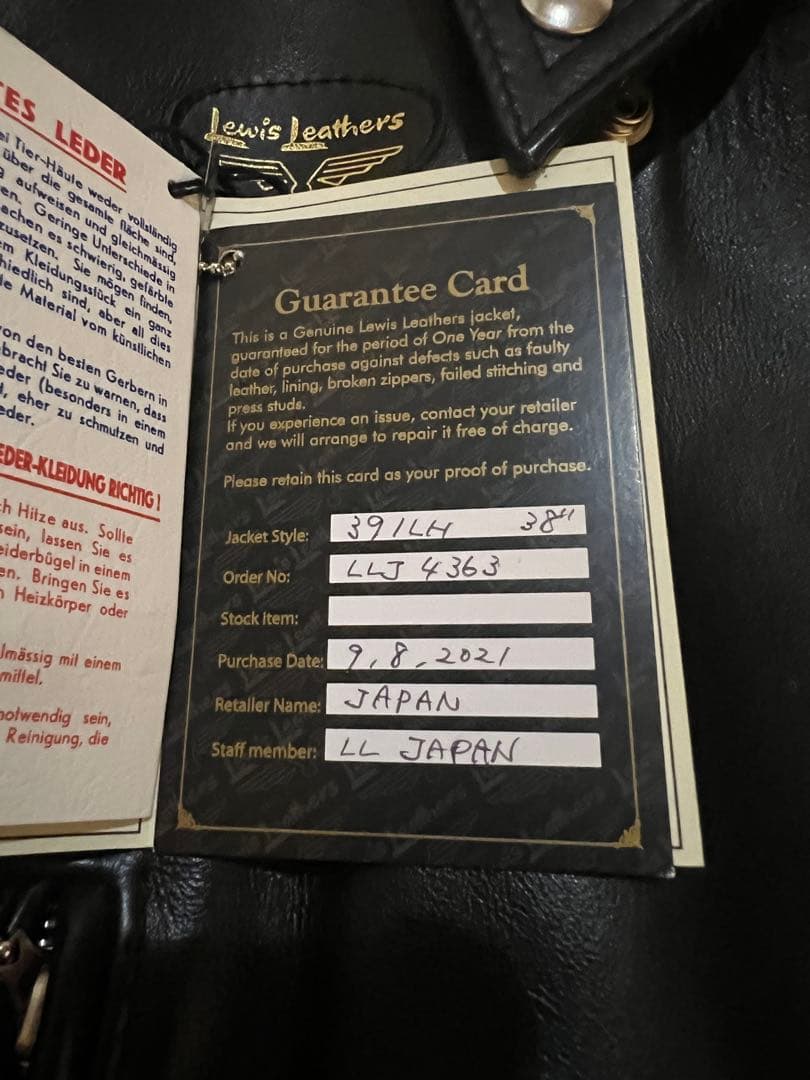 TES LEDER
ei Tier-Häute weder vollständig
über die gesamte fläche sind,
g aufweisen und gleichmässig
en. Geringe Unterschiede in
achen es schwierig, gefärbte
zusetzen. Sie mögen finden,
em Kleidungsstück ein ganz
hiedlich sind, aber all dies
le Material vom künstlichen
von den besten Gerbern in
bracht Sie zu warnen, dass
eder (besonders in einem
t, eher zu schmutzen und
eder.
EDER-KLEIDUNG RICHTIG!
ch Hitze aus. Sollte
sein, lassen Sie es
eiderbügel in einem
en. Bringen Sie es
n Heizkörper oder
lmässig mit einem
mittel.
notwendig sein,
Reinigung, die
Lewis Leathers
Guarantee Card
This is a Genuine Lewis Leathers jacket,
guaranteed for the period of One Year from the
date of purchase against defects such as faulty
leather, lining, broken zippers, failed stitching and
press studs.
If you experience an issue, contact your retailer
and we will arrange to repair it free of charge.
Please retain this card as your proof of purchase.
Jacket Style: 391LH 38"
Order No: LLJ 4363
Stock Item:
Purchase Date: 9,8,2021
Retailer Name: JAPAN
Staff member: LL JAPAN